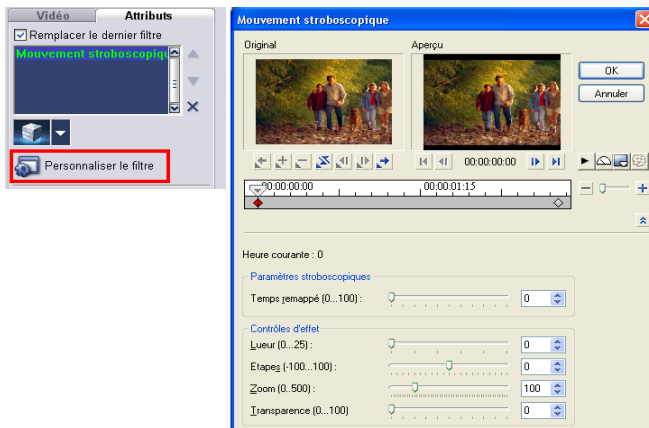 Vidéo
Attributs
Remplacer le dernier filtre
Mouvement stroboscopiqu
Personnaliser le filtre
Mouvement stroboscopique
Original
Aperçu
OK
Annuler
00:00:00:00
00:00:00:00
00:00:01:15
Heure courante : 0
Paramètres stroboscopiques
Temps remappé (0...100) :
0
Contrôles d'effet
Lueur (0...25) :
0
Etapes (-100...100) :
0
Zoom (0..500) :
100
Transparence (0...100)
0